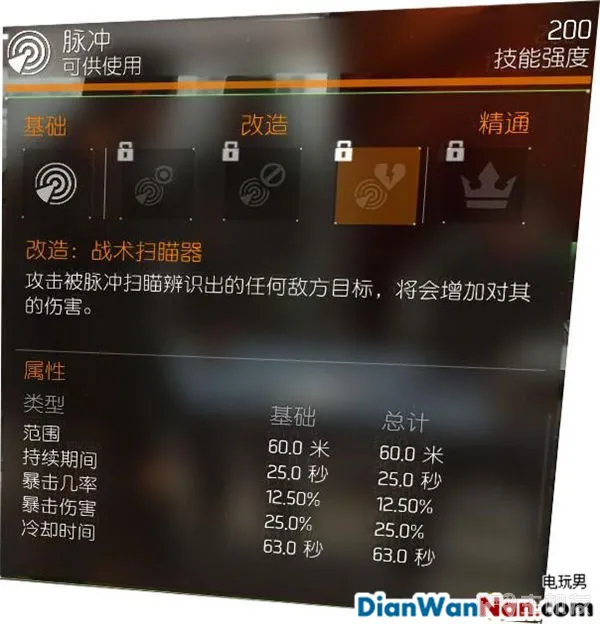 脉冲
可供使用
200
技能强度
基础
改造
精通
改造：战术扫瞄器
攻击被脉冲扫瞄辨识出的任何敌方目标，将会增加对其
的伤害。
属性
类型 基础 总计
范围 60.0 米 60.0 米
持续期间 25.0 秒 25.0 秒
暴击几率 12.50% 12.50%
暴击伤害 25.0% 25.0%
冷却时间 63.0 秒 63.0 秒
电玩男
DianWanNan.com